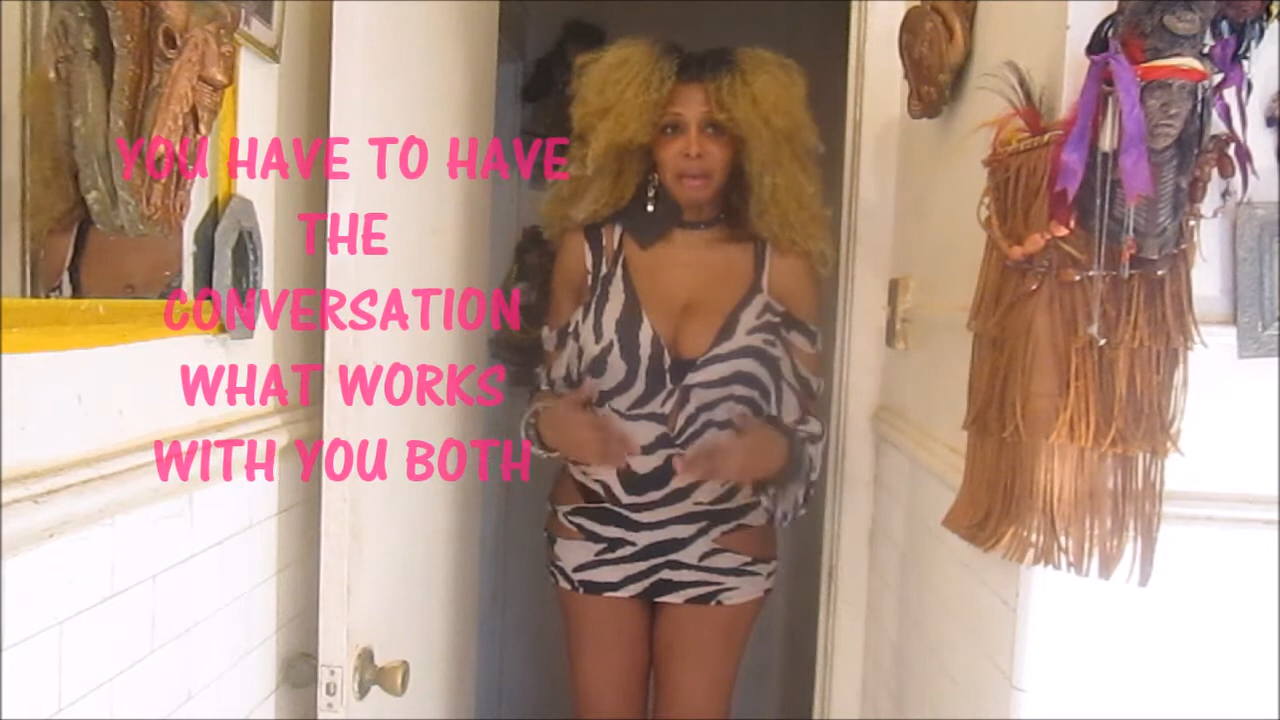 YOU HAVE TO HAVE
THE
CONVERSATION
WHAT WORKS
WITH YOU BOTH